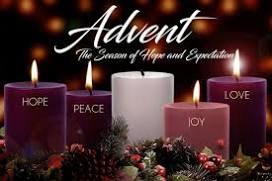 Advent
The Season of Hope and Expectation
HOPE
PEACE
JOY
LOVE